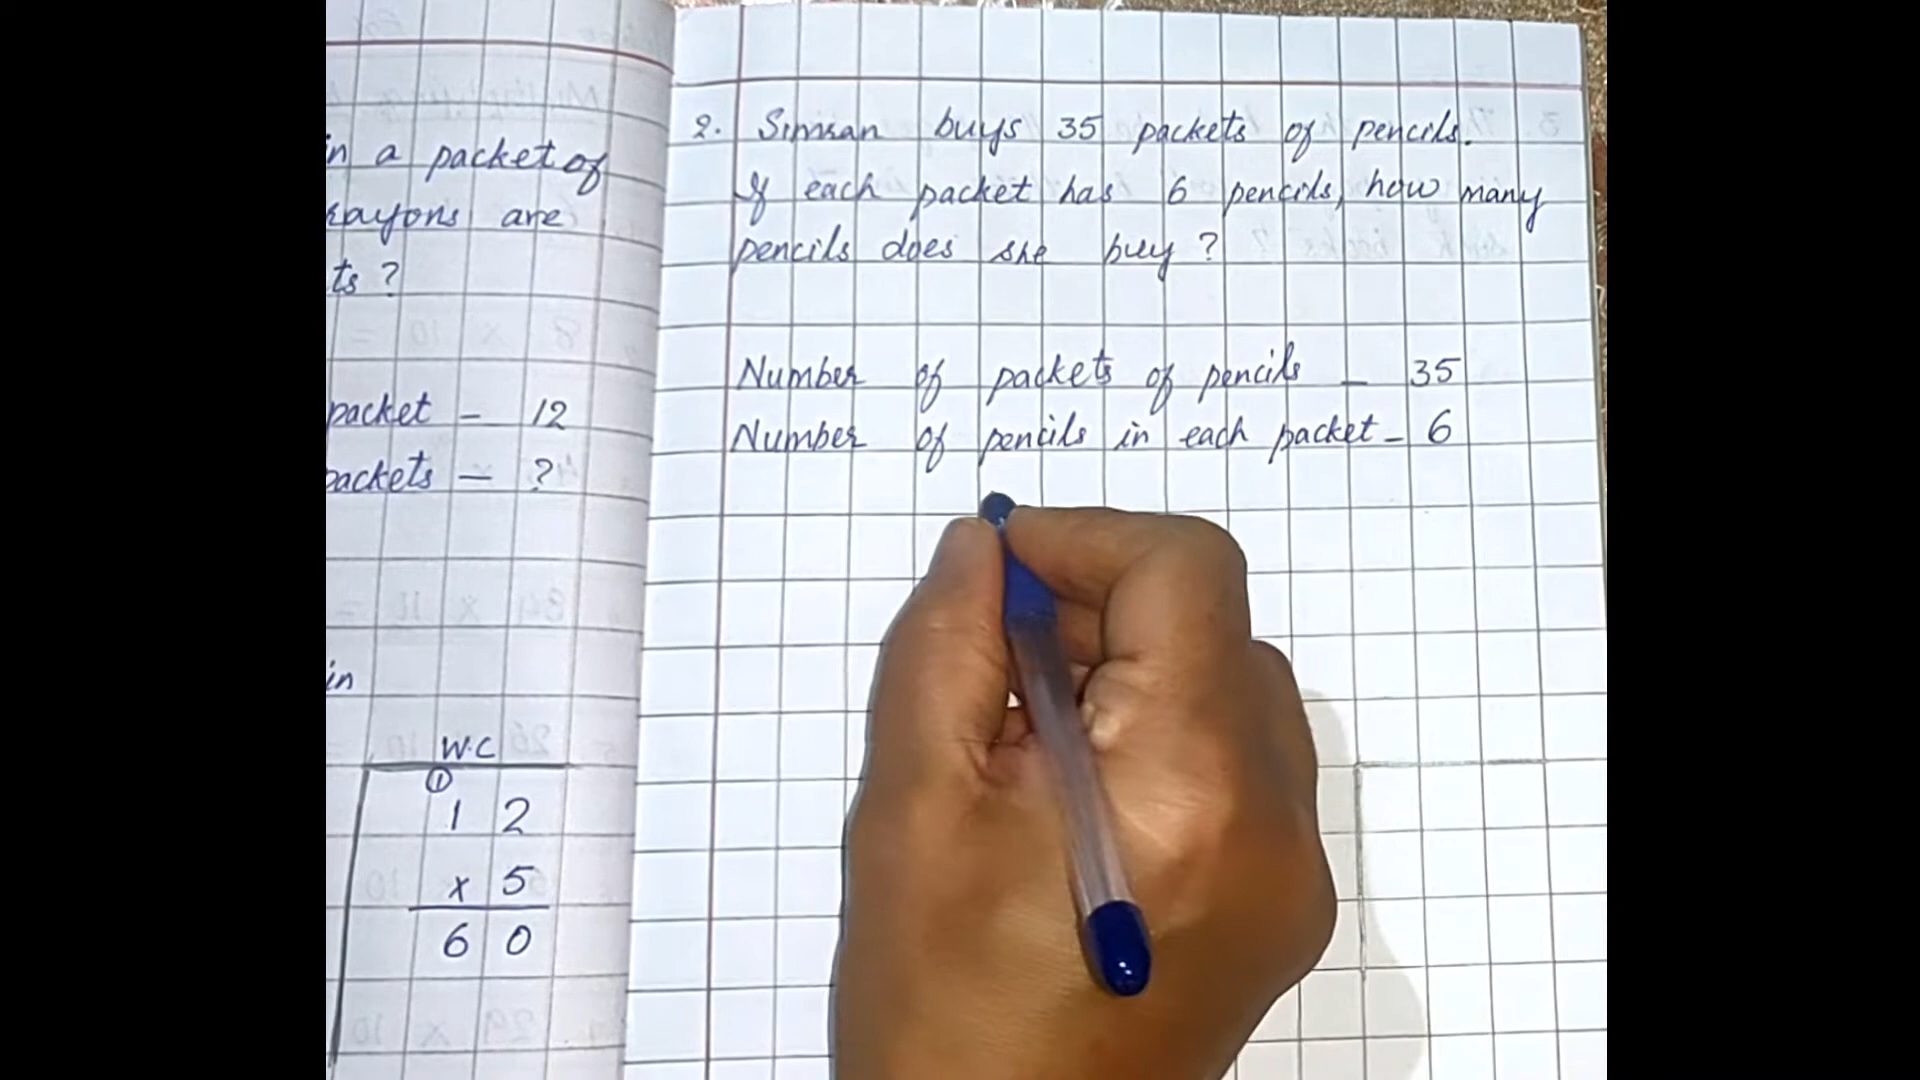 in a packet of
rayons are
ts ?
packet - 12
packets - ?
in
W.C
1
1 2
x 5
6 0
2. Simran buys 35 packets of pencils.
If each packet has 6 pencils, how many
pencils does she buy ?
Number of packets of pencils - 35
Number of pencils in each packet - 6